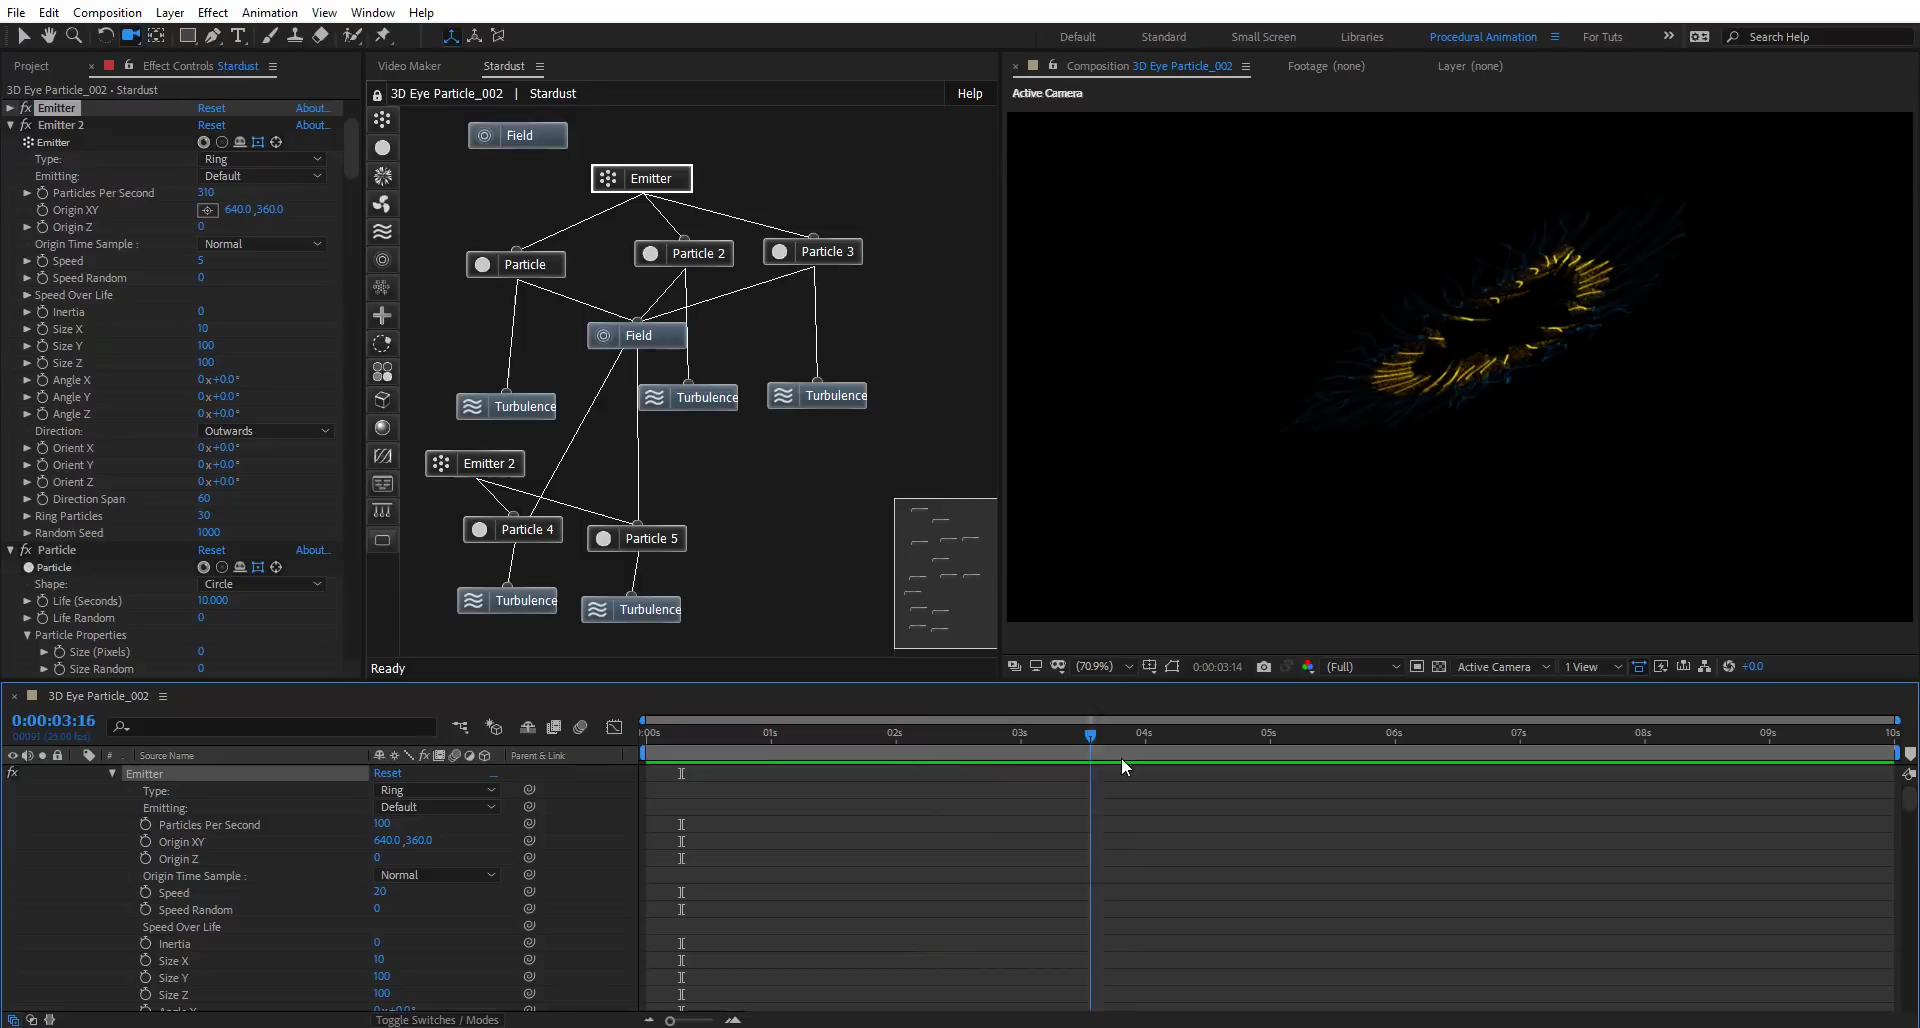 File Edit Composition Layer Effect Animation View Window Help
Default Standard Small Screen Libraries Procedural Animation For Tuts Search Help
Project Effect Controls Stardust
3D Eye Particle_002 • Stardust
Emitter Reset About...
Emitter 2 Reset About...
Emitter
Type: Ring
Emitting: Default
Particles Per Second 310
Origin XY 640.0 ,360.0
Origin Z 0
Origin Time Sample : Normal
Speed 5
Speed Random 0
Speed Over Life
Inertia 0
Size X 10
Size Y 100
Size Z 100
Angle X 0x+0.0°
Angle Y 0x+0.0°
Angle Z 0x+0.0°
Direction: Outwards
Orient X 0x+0.0°
Orient Y 0x+0.0°
Orient Z 0x+0.0°
Direction Span 60
Ring Particles 30
Random Seed 1000
Particle Reset About...
Particle
Shape: Circle
Life (Seconds) 10.000
Life Random 0
Particle Properties
Size (Pixels) 0
Size Random 0
Video Maker Stardust
3D Eye Particle_002 | Stardust Help
Field
Emitter
Particle Particle 2 Particle 3
Field
Turbulence Turbulence Turbulence
Emitter 2
Particle 4 Particle 5
Turbulence Turbulence
Ready
Composition 3D Eye Particle_002 Footage (none) Layer (none)
Active Camera
(70.9%) 0:00:03:14 (Full) Active Camera 1 View +0.0
3D Eye Particle_002
0:00:03:16
00091 (25.00 fps)
:00s 01s 02s 03s 04s 05s 06s 07s 08s 09s 10s
# Source Name Parent & Link
Emitter Reset ...
Type: Ring
Emitting: Default
Particles Per Second 100
Origin XY 640.0 ,360.0
Origin Z 0
Origin Time Sample : Normal
Speed 20
Speed Random 0
Speed Over Life
Inertia 0
Size X 10
Size Y 100
Size Z 100
Toggle Switches / Modes